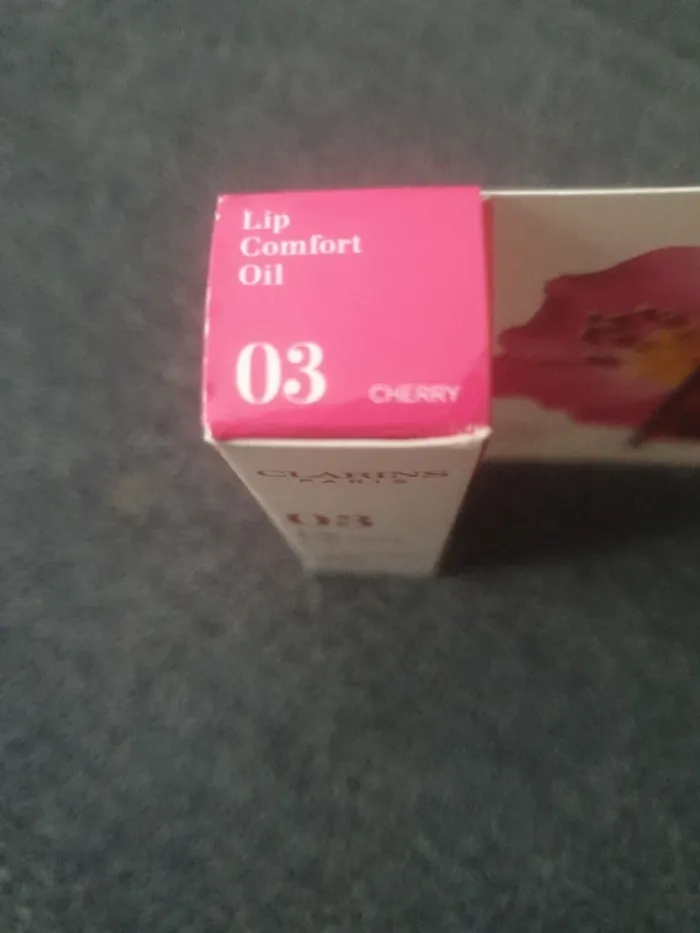 Lip
Comfort
Oil
03
CHERRY
CLARINS
PARIS
03